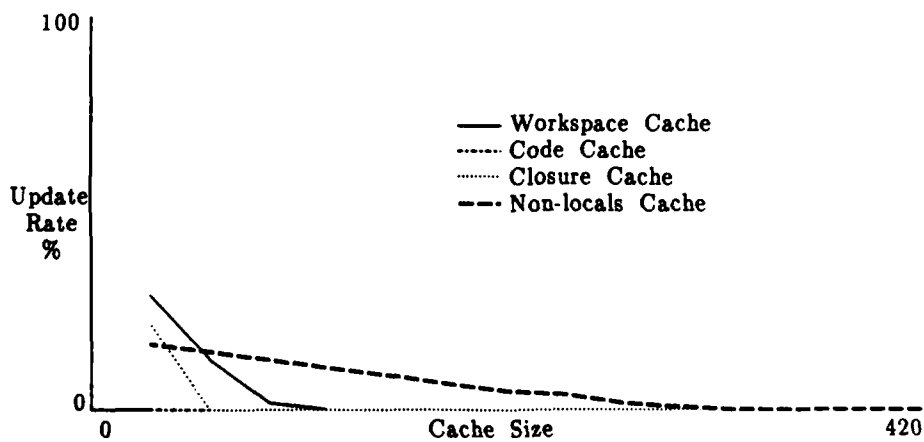 100
Workspace Cache
Code Cache
Closure Cache
Non-locals Cache
Update
Rate
%
0
0
Cache Size
420